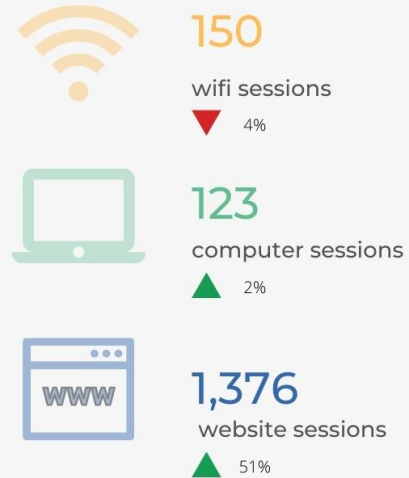 150
wifi sessions
4%
123
computer sessions
2%
www
1,376
website sessions
51%